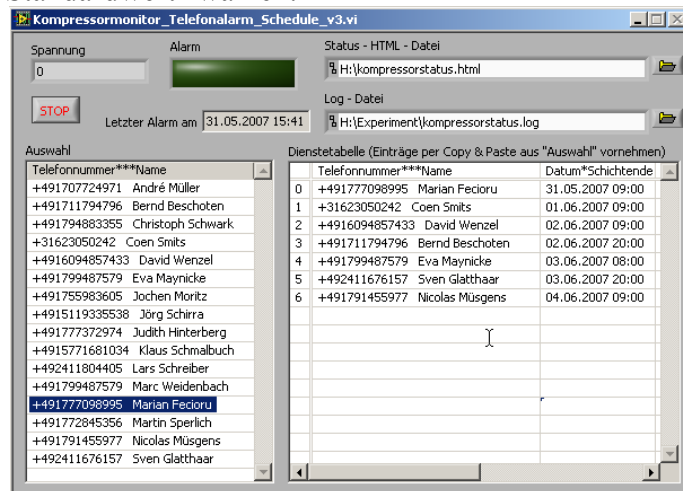 Kompressormonitor_Telefonalarm_Schedule_v3.vi
Spannung
Alarm
Status - HTML - Datei
0
H:\kompressorstatus.html
Log - Datei
STOP
Letzter Alarm am 31.05.2007 15:41
H:\Experiment\kompressorstatus.log
Auswahl
Telefonnummer***Name
+491707724971 André Müller
+491711794796 Bernd Beschoten
+491794883355 Christoph Schwark
+31623050242 Coen Smits
+4916094857433 David Wenzel
+491799487579 Eva Maynicke
+491755983605 Jochen Moritz
+4915119335538 Jörg Schirra
+491777372974 Judith Hinterberg
+4915771681034 Klaus Schmalbuch
+492411804405 Lars Schreiber
+491799487579 Marc Weidenbach
+491777098995 Marian Fecioru
+491772845356 Martin Sperlich
+491791455977 Nicolas Müsgens
+492411676157 Sven Glatthaar
Dienstetabelle (Einträge per Copy & Paste aus "Auswahl" vornehmen)
Telefonnummer***Name Datum*Schichtende
0 +491777098995 Marian Fecioru 31.05.2007 09:00
1 +31623050242 Coen Smits 01.06.2007 09:00
2 +4916094857433 David Wenzel 02.06.2007 09:00
3 +491711794796 Bernd Beschoten 02.06.2007 20:00
4 +491799487579 Eva Maynicke 03.06.2007 08:00
5 +492411676157 Sven Glatthaar 03.06.2007 20:00
6 +491791455977 Nicolas Müsgens 04.06.2007 09:00